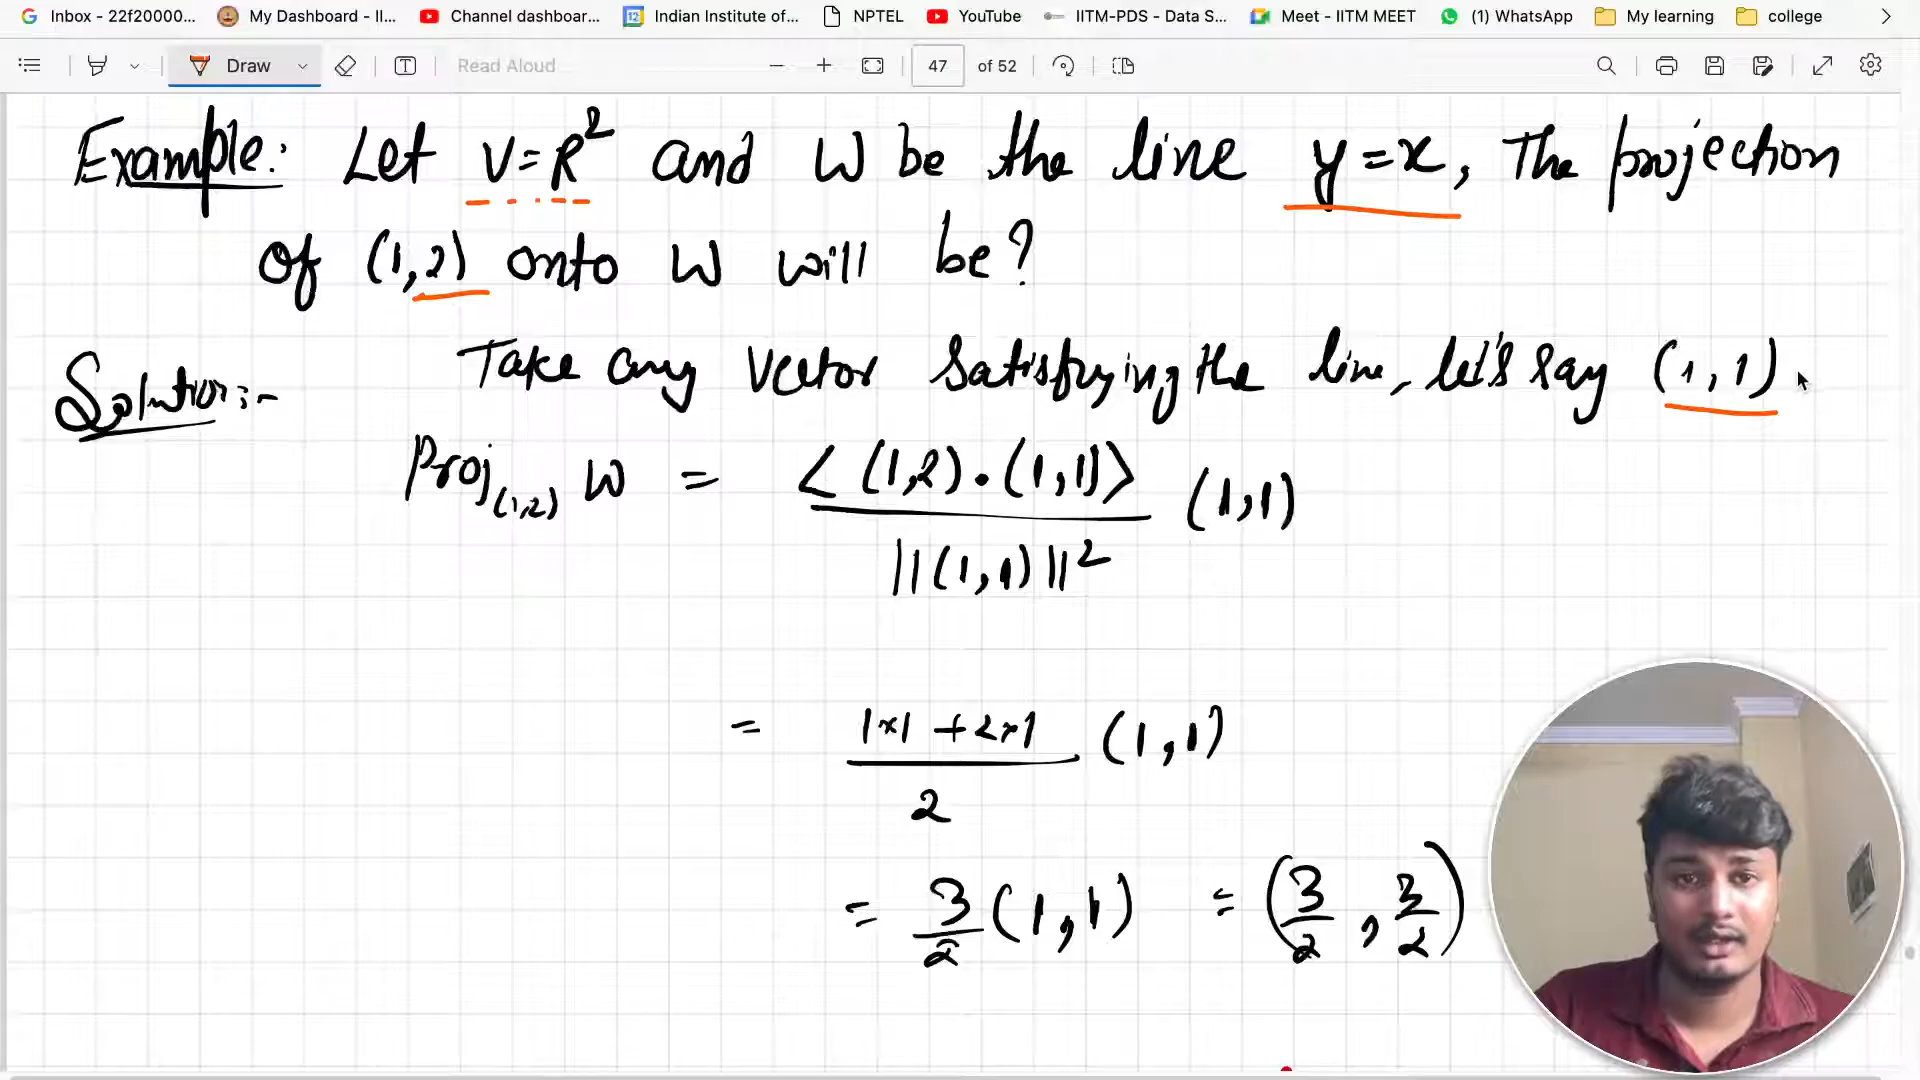 Inbox - 22f20000... My Dashboard - II... Channel dashboar... Indian Institute of... NPTEL YouTube IITM-PDS - Data S... Meet - IITM MEET (1) WhatsApp My learning college
Draw Read Aloud 47 of 52
Example: Let V=R² and W be the line y=x, The projection
of (1,2) onto W will be?
Solution:- Take any vector satisfying the line, let's say (1,1).
Proj₍₁,₂₎ W = <(1,2).(1,1)> (1,1)
||(1,1)||²
= 1×1 + 2×1 (1,1)
2
= 3/2 (1,1) = (3/2, 3/2)